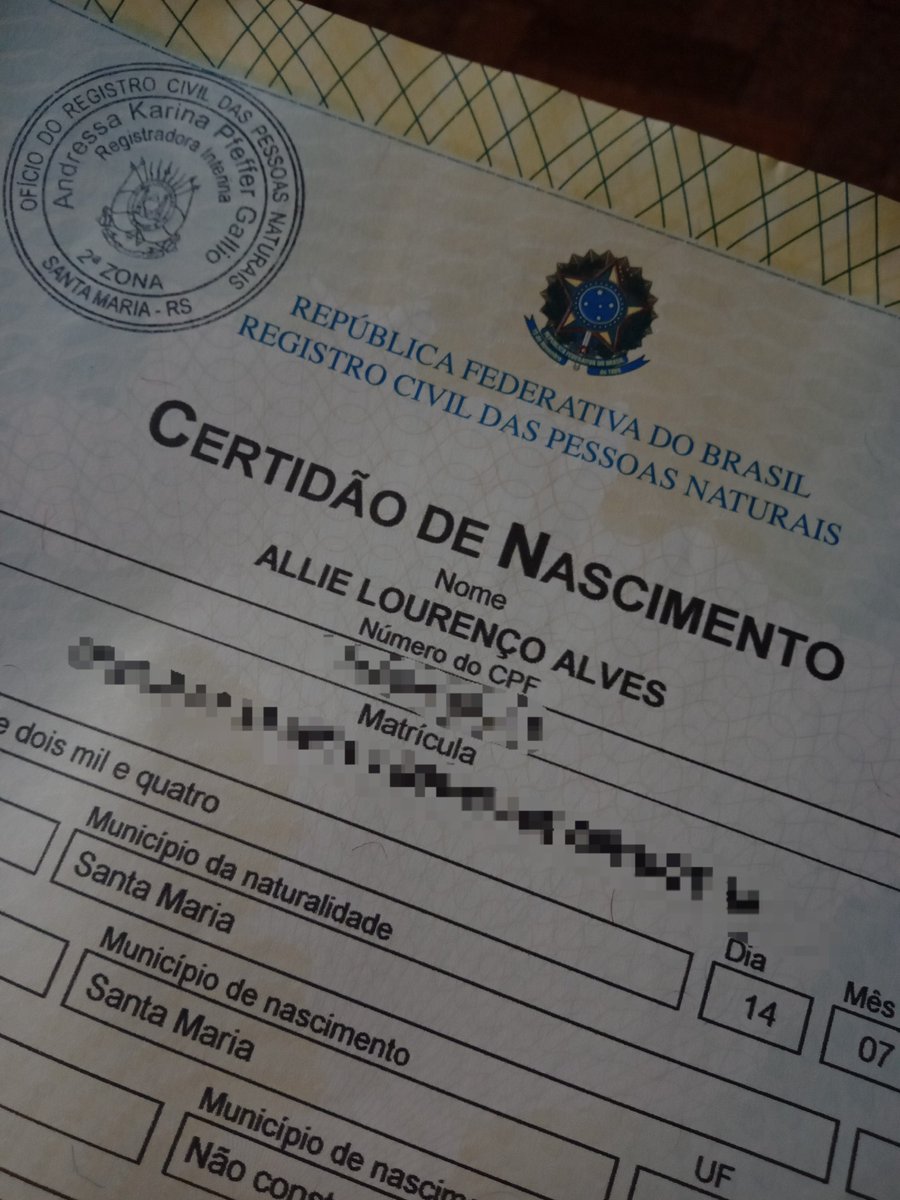 OFÍCIO DO REGISTRO CIVIL DAS PESSOAS NATURAIS
Andressa Karina Pfeffer Gallio
Registradora Interina
2ª ZONA
SANTA MARIA - RS
REPÚBLICA FEDERATIVA DO BRASIL
REGISTRO CIVIL DAS PESSOAS NATURAIS
CERTIDÃO DE NASCIMENTO
Nome
ALLIE LOURENÇO ALVES
Número do CPF
Matrícula
e dois mil e quatro
Dia
14
Mês
07
Município da naturalidade
Santa Maria
Município de nascimento
Santa Maria
Município de nascim
UF
Não const